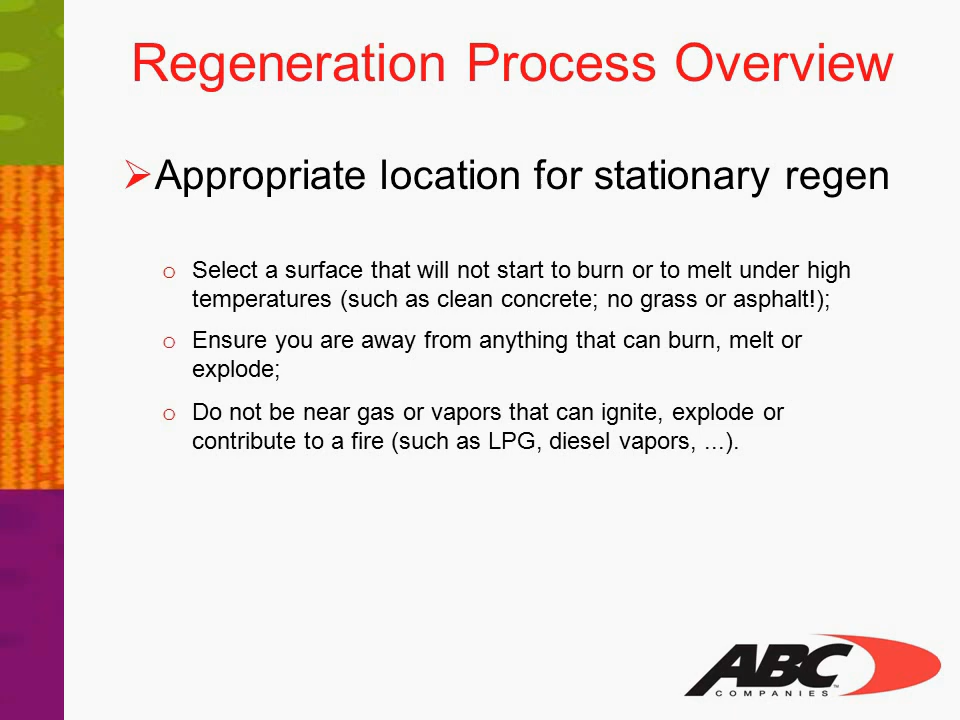 Regeneration Process Overview
➢Appropriate location for stationary regen
o Select a surface that will not start to burn or to melt under high
temperatures (such as clean concrete; no grass or asphalt!);
o Ensure you are away from anything that can burn, melt or
explode;
o Do not be near gas or vapors that can ignite, explode or
contribute to a fire (such as LPG, diesel vapors, ...).
ABC
COMPANIES™